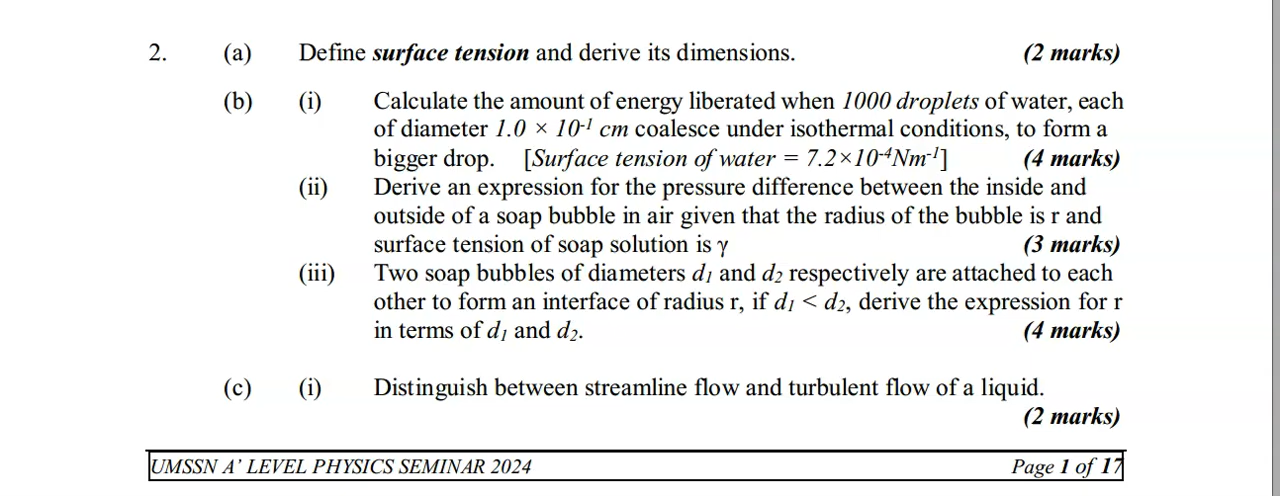 2. (a) Define surface tension and derive its dimensions. (2 marks)
(b) (i) Calculate the amount of energy liberated when 1000 droplets of water, each
of diameter 1.0 × 10⁻¹ cm coalesce under isothermal conditions, to form a
bigger drop. [Surface tension of water = 7.2×10⁻⁴Nm⁻¹] (4 marks)
(ii) Derive an expression for the pressure difference between the inside and
outside of a soap bubble in air given that the radius of the bubble is r and
surface tension of soap solution is γ (3 marks)
(iii) Two soap bubbles of diameters d₁ and d₂ respectively are attached to each
other to form an interface of radius r, if d₁ < d₂, derive the expression for r
in terms of d₁ and d₂. (4 marks)
(c) (i) Distinguish between streamline flow and turbulent flow of a liquid.
(2 marks)
UMSSN A’ LEVEL PHYSICS SEMINAR 2024 Page 1 of 17